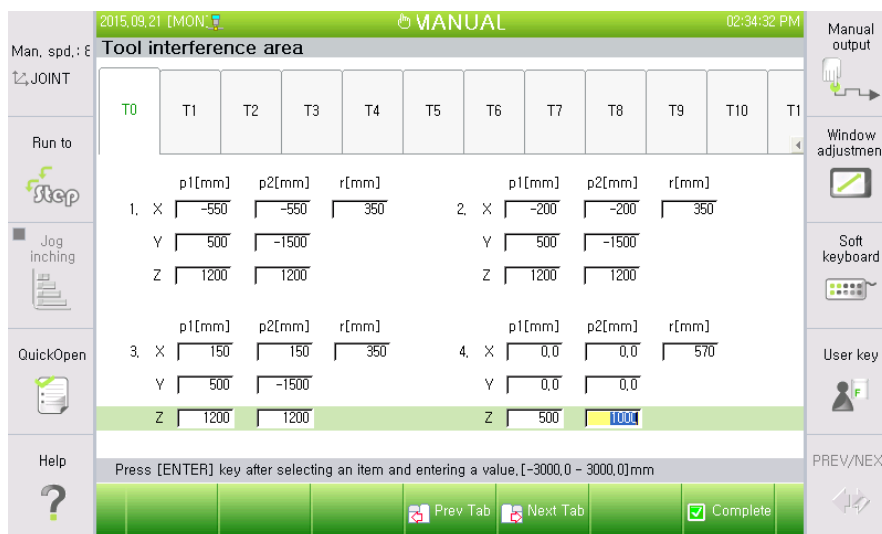 2015,09,21 [MON] MANUAL 02:34:32 PM
Man, spd,: 8
JOINT
Tool interference area
Manual output
T0 T1 T2 T3 T4 T5 T6 T7 T8 T9 T10 T1
Run to
Step
Window adjustmen
p1[mm] p2[mm] r[mm] p1[mm] p2[mm] r[mm]
1, X -550 -550 350 2, X -200 -200 350
Y 500 -1500 Y 500 -1500
Z 1200 1200 Z 1200 1200
Jog inching
Soft keyboard
p1[mm] p2[mm] r[mm] p1[mm] p2[mm] r[mm]
3, X 150 150 350 4, X 0,0 0,0 570
Y 500 -1500 Y 0,0 0,0
Z 1200 1200 Z 500 1000
QuickOpen
User key
F
Help
?
Press [ENTER] key after selecting an item and entering a value,[-3000,0 - 3000,0]mm
PREV/NEX
Prev Tab Next Tab Complete